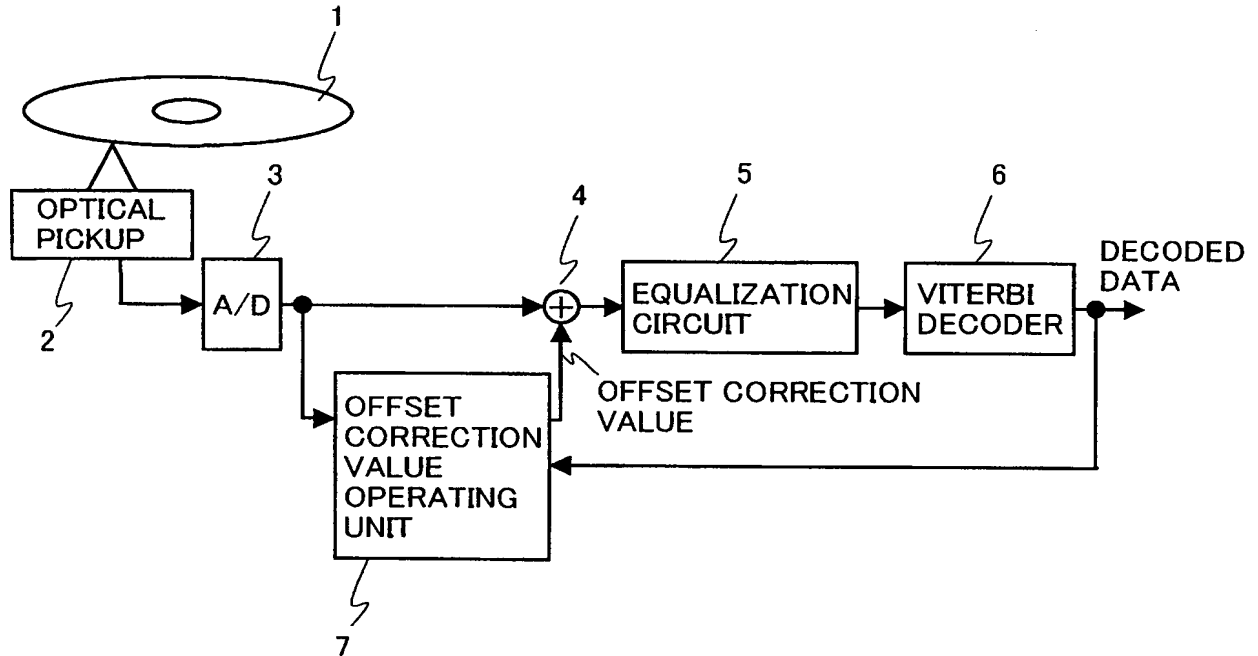 1
OPTICAL
PICKUP
2
3
A/D
4
5
EQUALIZATION
CIRCUIT
6
VITERBI
DECODER
DECODED
DATA
OFFSET CORRECTION
VALUE
OFFSET
CORRECTION
VALUE
OPERATING
UNIT
7